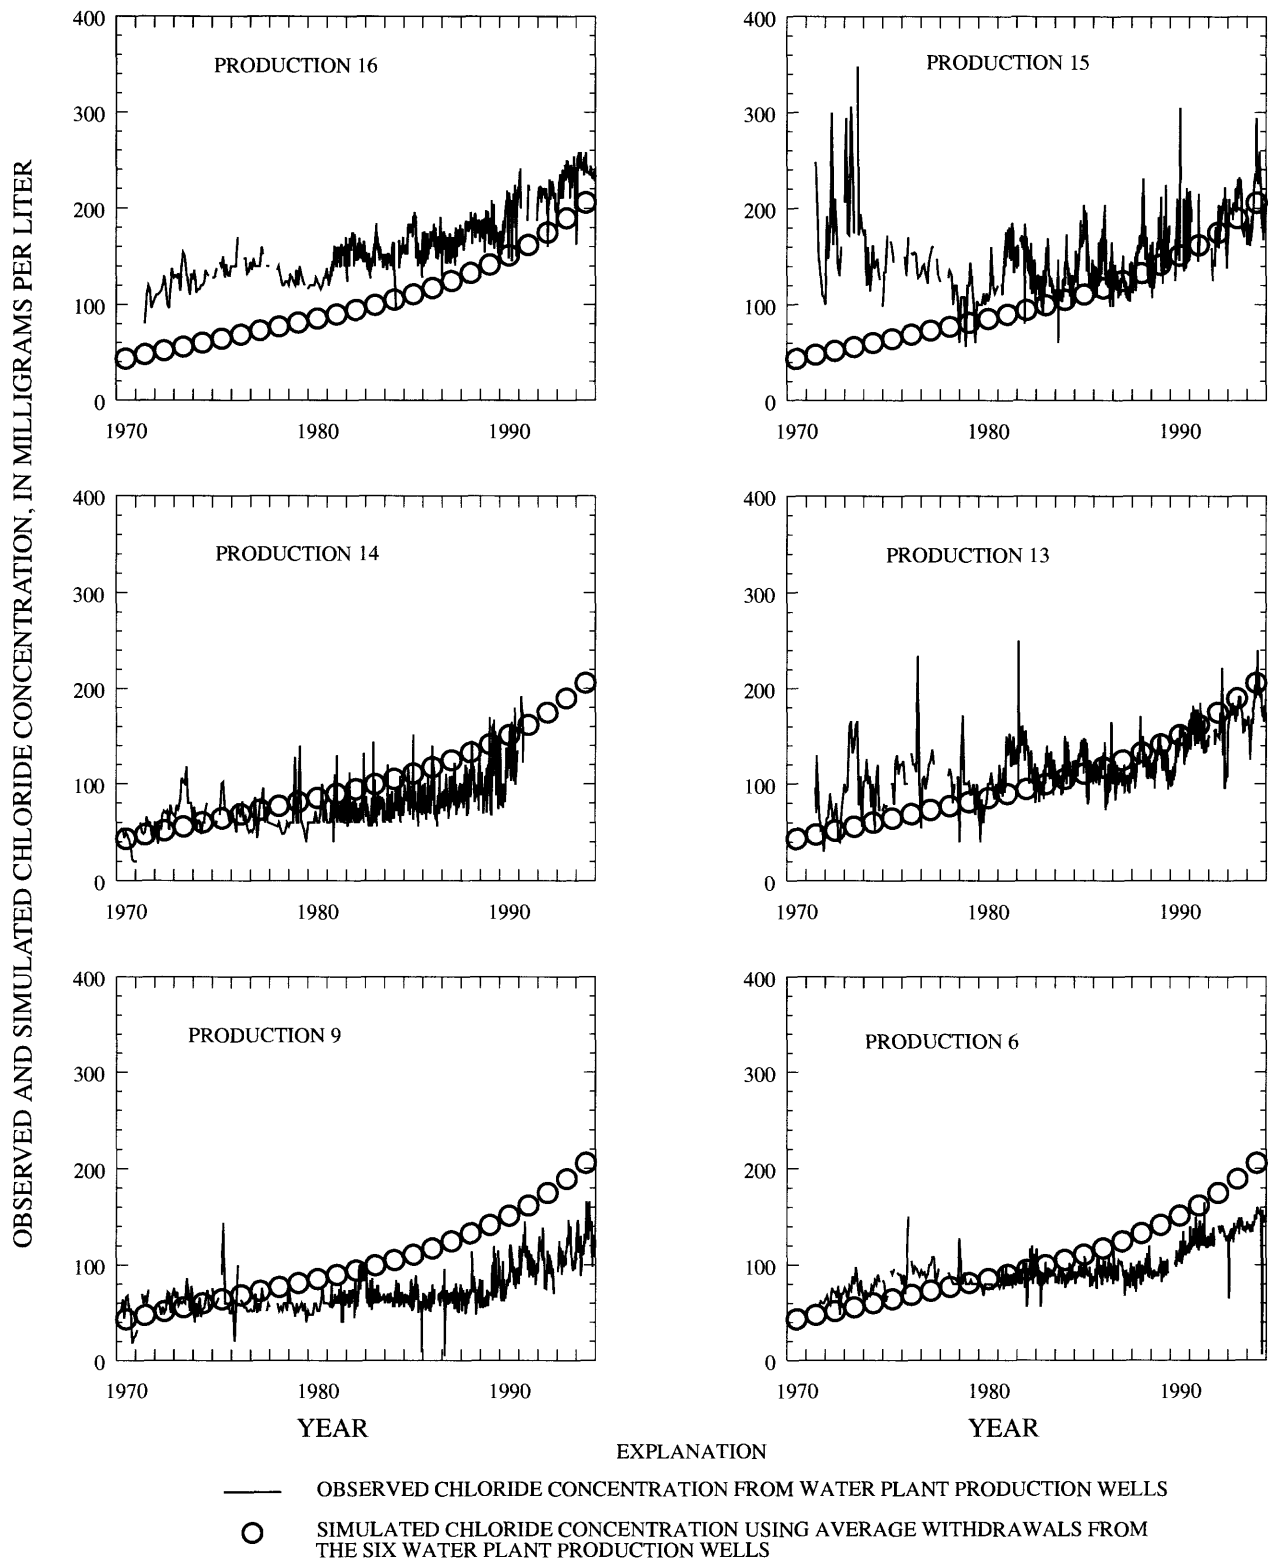 OBSERVED AND SIMULATED CHLORIDE CONCENTRATION, IN MILLIGRAMS PER LITER
PRODUCTION 16
400
300
200
100
0
1970 1980 1990
PRODUCTION 15
400
300
200
100
0
1970 1980 1990
PRODUCTION 14
400
300
200
100
0
1970 1980 1990
PRODUCTION 13
400
300
200
100
0
1970 1980 1990
PRODUCTION 9
400
300
200
100
0
1970 1980 1990
YEAR
PRODUCTION 6
400
300
200
100
0
1970 1980 1990
YEAR
EXPLANATION
OBSERVED CHLORIDE CONCENTRATION FROM WATER PLANT PRODUCTION WELLS
SIMULATED CHLORIDE CONCENTRATION USING AVERAGE WITHDRAWALS FROM
THE SIX WATER PLANT PRODUCTION WELLS